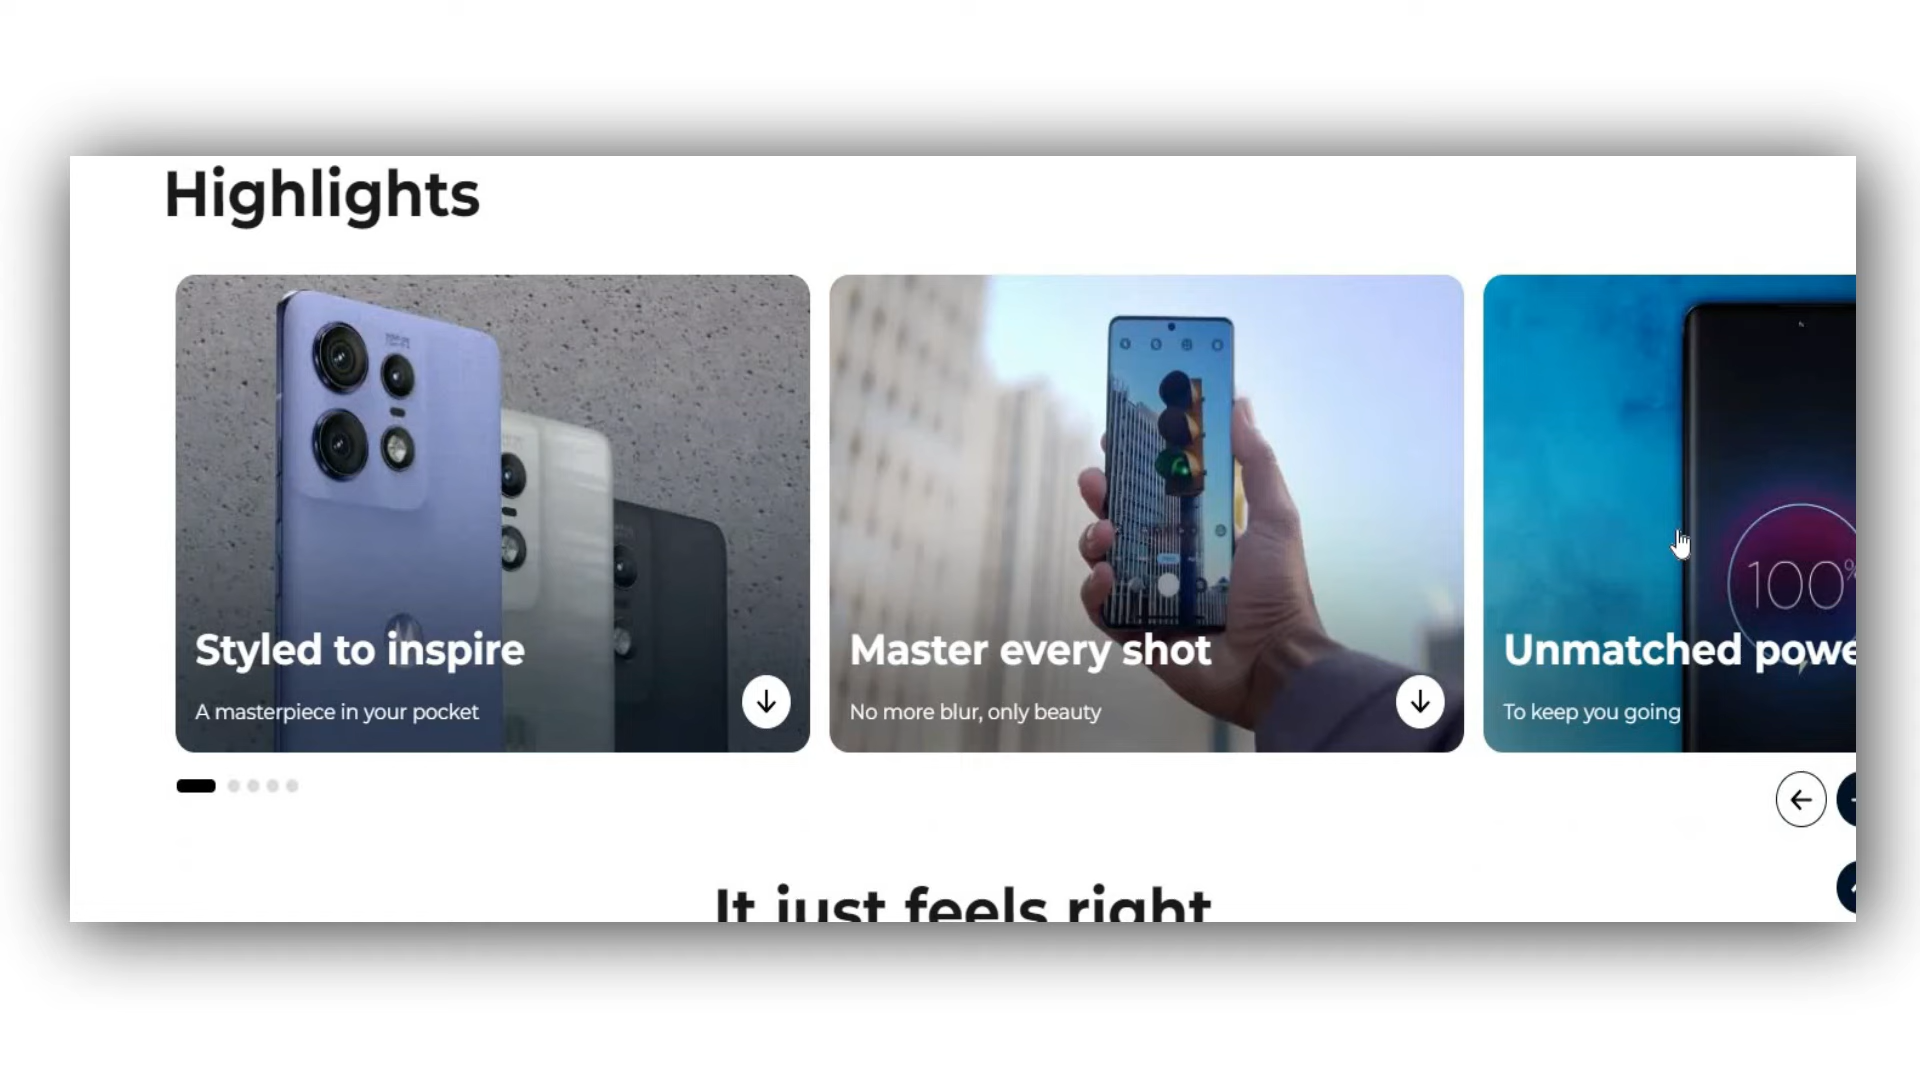 Highlights
Styled to inspire
A masterpiece in your pocket
Master every shot
No more blur, only beauty
100%
Unmatched powe
To keep you going
It just feels right